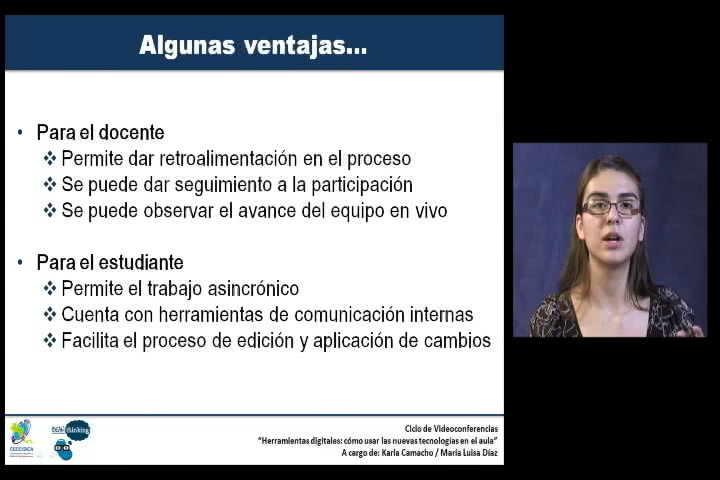 Algunas ventajas...
• Para el docente
❖ Permite dar retroalimentación en el proceso
❖ Se puede dar seguimiento a la participación
❖ Se puede observar el avance del equipo en vivo
• Para el estudiante
❖ Permite el trabajo asincrónico
❖ Cuenta con herramientas de comunicación internas
❖ Facilita el proceso de edición y aplicación de cambios
Ciclo de Videoconferencias
"Herramientas digitales: cómo usar las nuevas tecnologías en el aula"
A cargo de: Karla Camacho / María Luisa Díaz
thinking